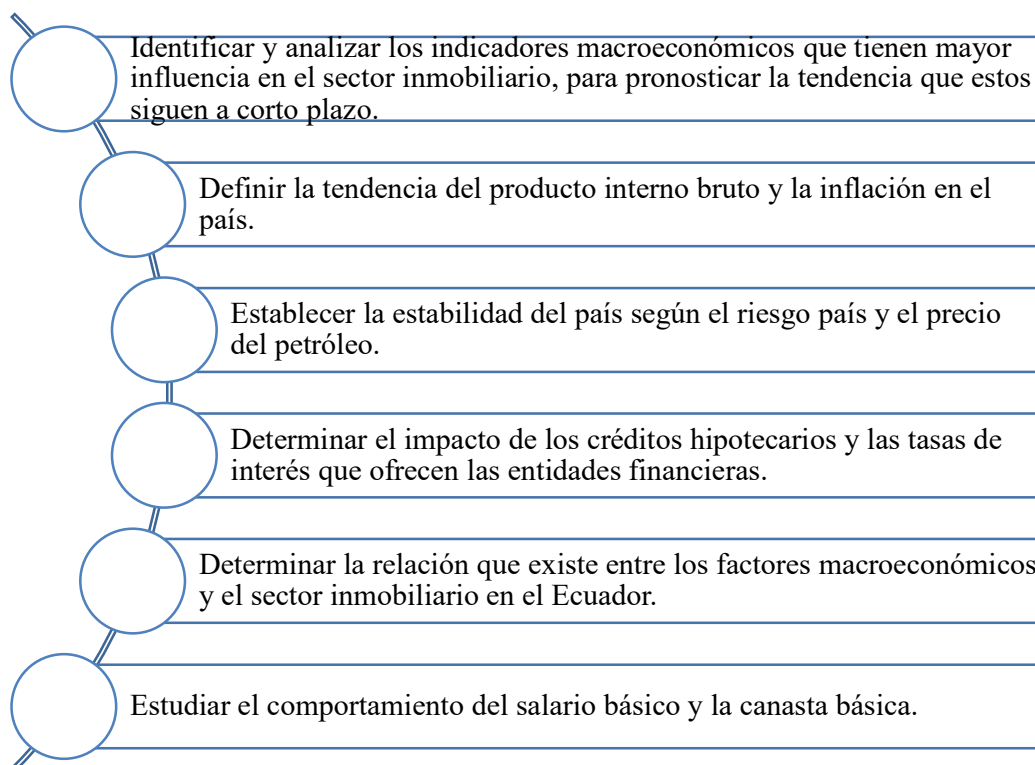 Identificar y analizar los indicadores macroeconómicos que tienen mayor
influencia en el sector inmobiliario, para pronosticar la tendencia que estos
siguen a corto plazo.
Definir la tendencia del producto interno bruto y la inflación en el
país.
Establecer la estabilidad del país según el riesgo país y el precio
del petróleo.
Determinar el impacto de los créditos hipotecarios y las tasas de
interés que ofrecen las entidades financieras.
Determinar la relación que existe entre los factores macroeconómicos
y el sector inmobiliario en el Ecuador.
Estudiar el comportamiento del salario básico y la canasta básica.